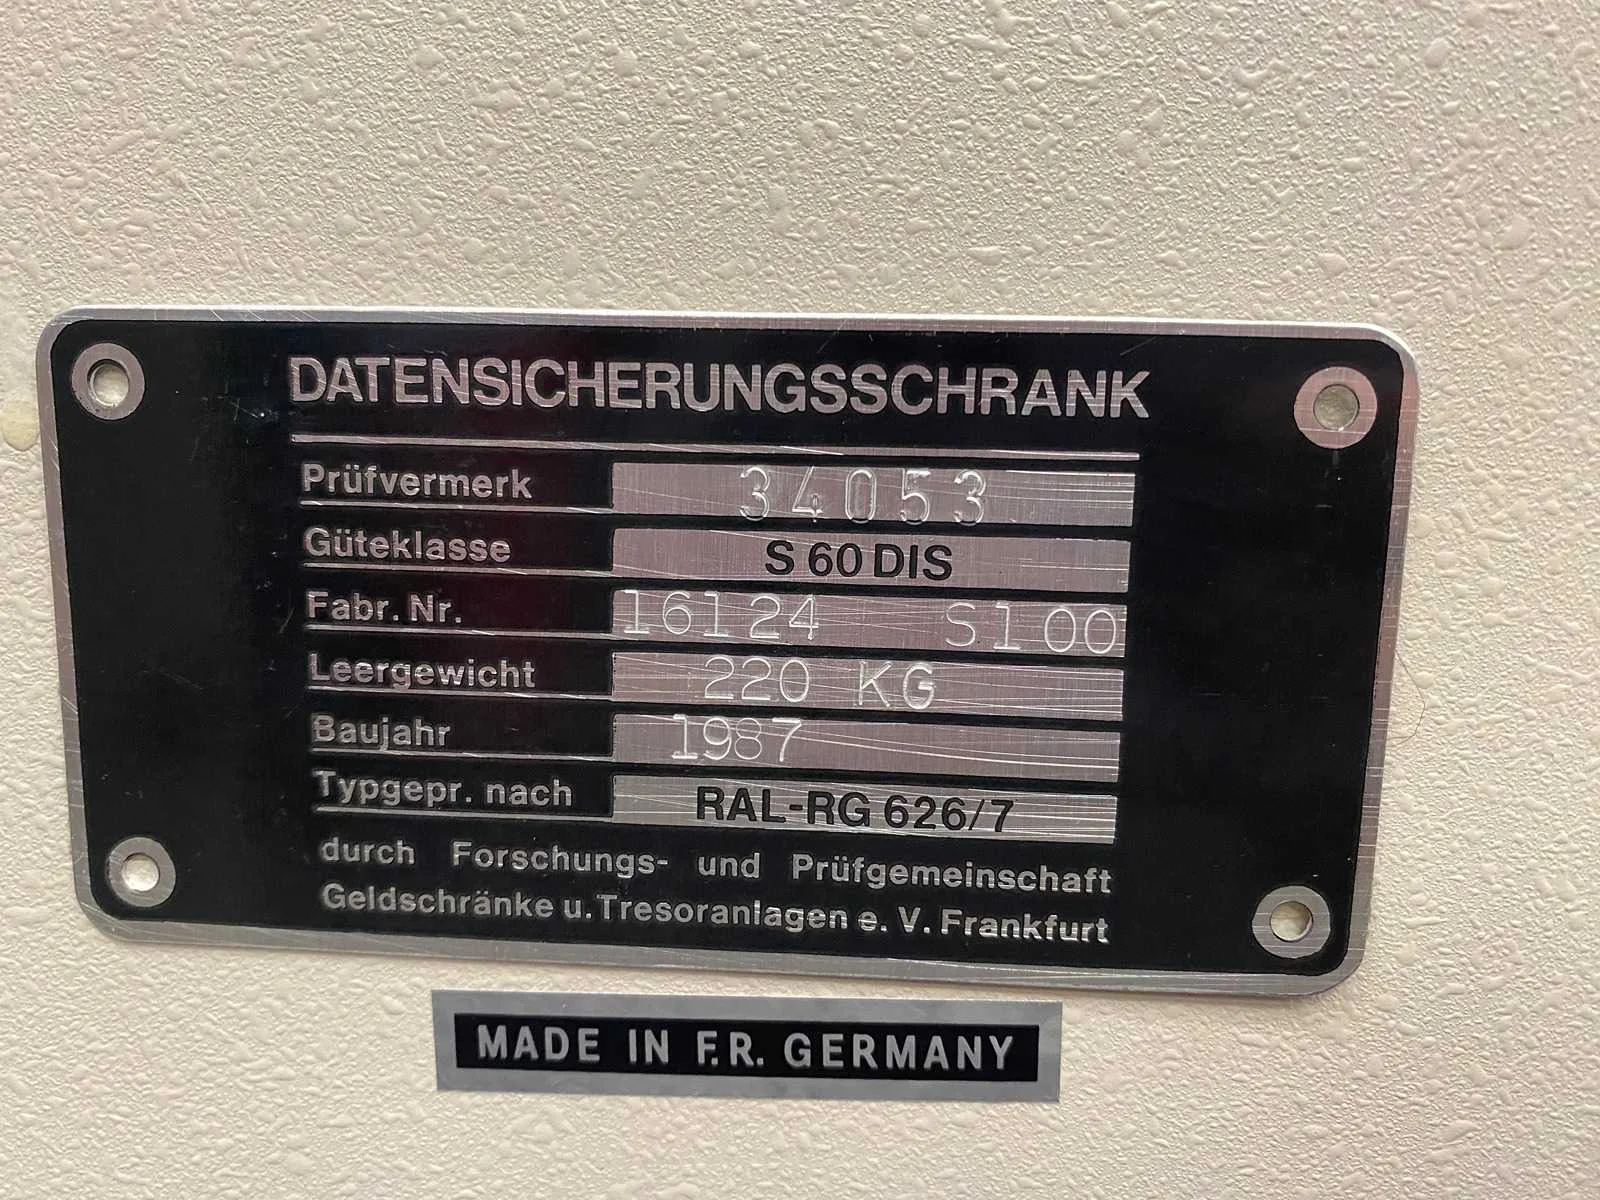 DATENSICHERUNGSSCHRANK
Prüfvermerk 34053
Güteklasse S 60 DIS
Fabr. Nr. 16124 S100
Leergewicht 220 KG
Baujahr 1987
Typgepr. nach RAL-RG 626/7
durch Forschungs- und Prüfgemeinschaft
Geldschränke u. Tresoranlagen e. V. Frankfurt
MADE IN F.R. GERMANY